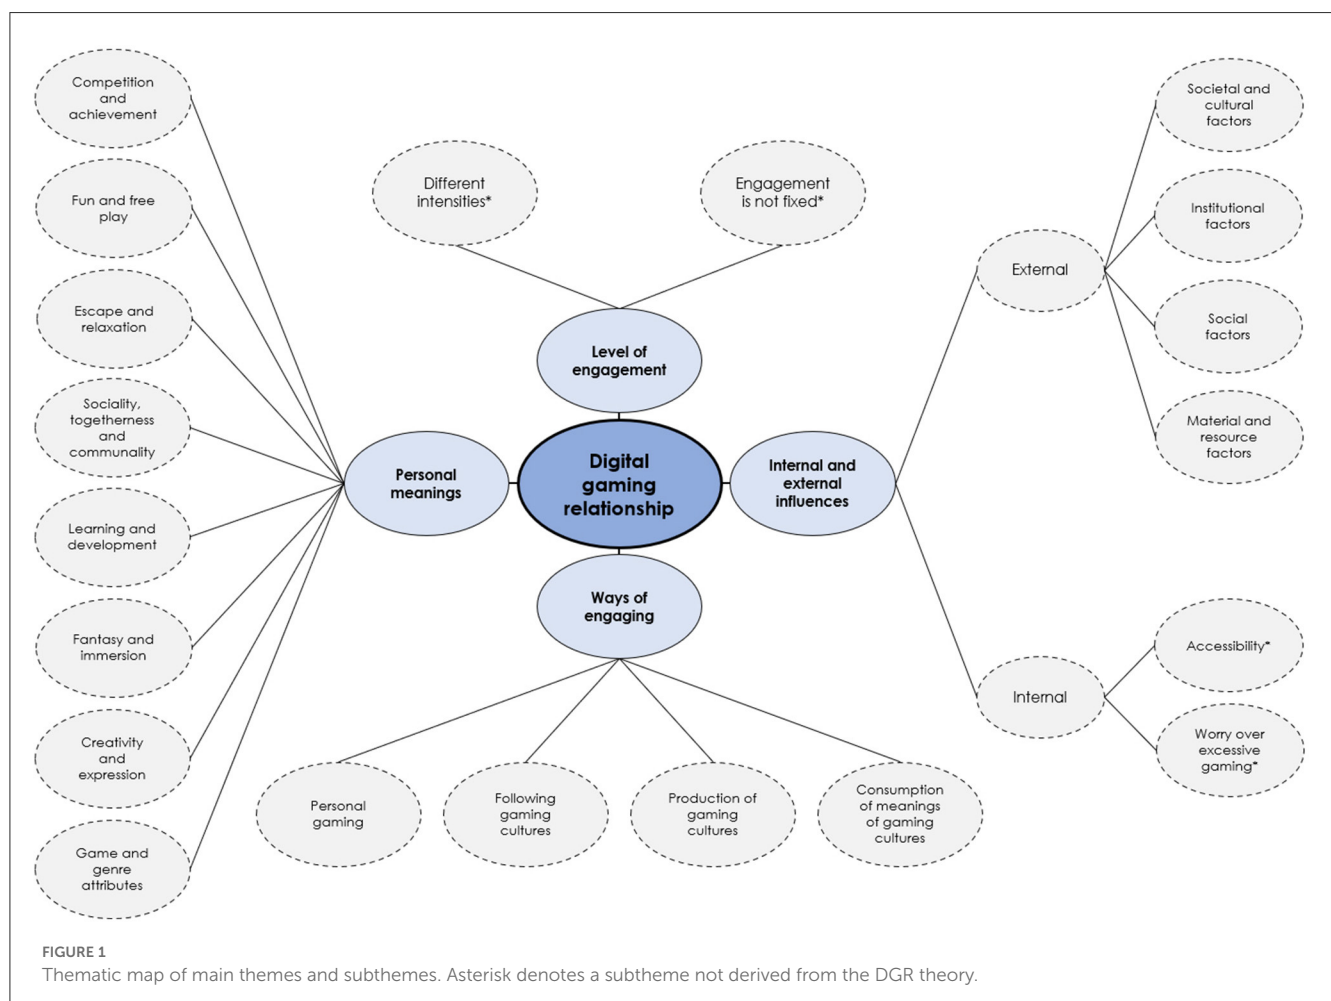 Competition
and
achievement
Fun and free
play
Escape and
relaxation
Sociality,
togetherness
and
communality
Learning and
development
Fantasy and
immersion
Creativity
and
expression
Game and
genre
attributes
Different
intensities*
Engagement
is not fixed*
Level of
engagement
Personal
meanings
Digital
gaming
relationship
Internal and
external
influences
Ways of
engaging
Personal
gaming
Following
gaming
cultures
Production of
gaming
cultures
Consumption
of meanings
of gaming
cultures
External
Societal and
cultural
factors
Institutional
factors
Social
factors
Material and
resource
factors
Internal
Accessibility*
Worry over
excessive
gaming*
FIGURE 1
Thematic map of main themes and subthemes. Asterisk denotes a subtheme not derived from the DGR theory.